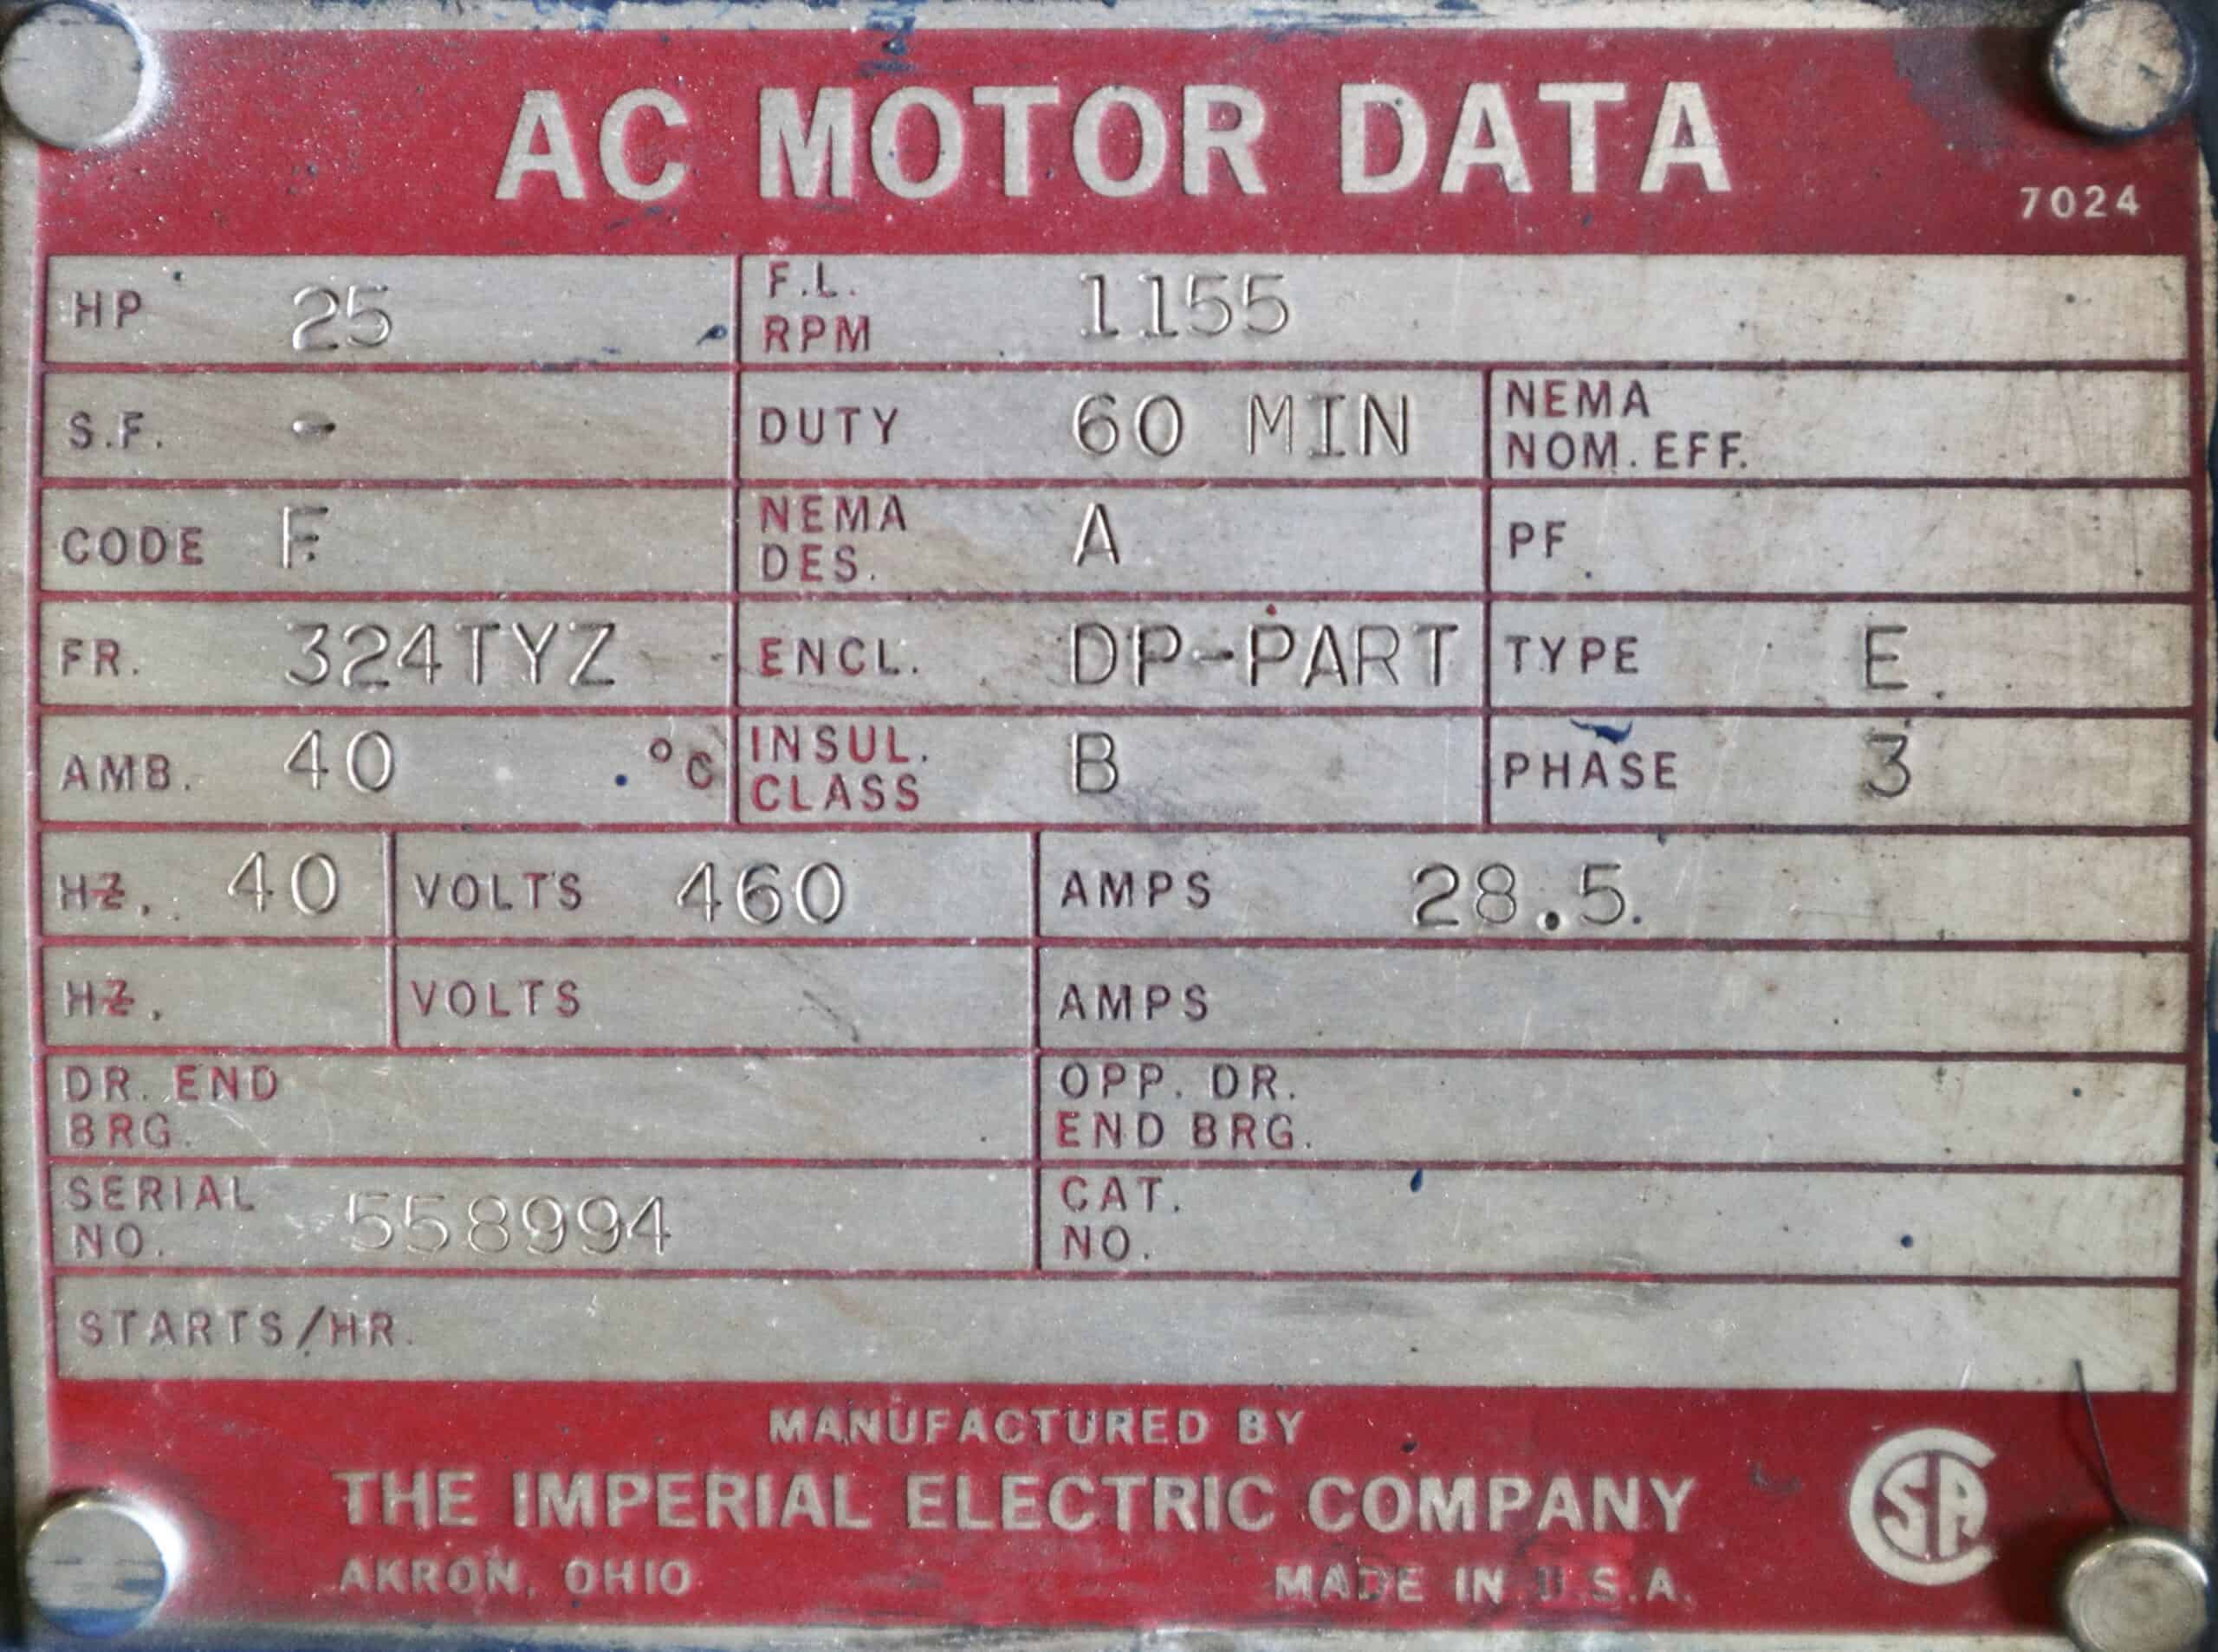 AC MOTOR DATA
7024
HP 25 F.L. RPM 1155
S.F. - DUTY 60 MIN NEMA NOM. EFF.
CODE F NEMA DES. A PF
FR. 324TYZ ENCL. DP-PART TYPE E
AMB. 40 °C INSUL. CLASS B PHASE 3
HZ. 40 VOLTS 460 AMPS 28.5
HZ. VOLTS AMPS
DR. END BRG. OPP. DR. END BRG.
SERIAL NO. 558994 CAT. NO.
STARTS/HR.
MANUFACTURED BY
THE IMPERIAL ELECTRIC COMPANY
AKRON, OHIO MADE IN U.S.A.
CSA